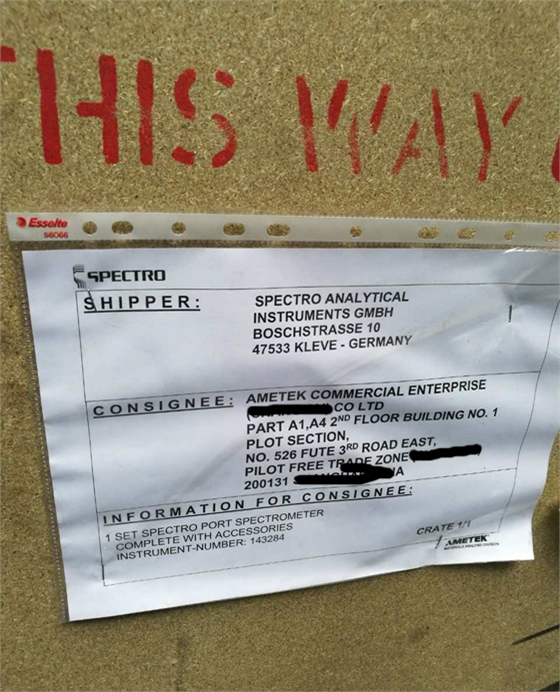 THIS WAY
Esselte
56066
SPECTRO
SHIPPER:
SPECTRO ANALYTICAL
INSTRUMENTS GMBH
BOSCHSTRASSE 10
47533 KLEVE - GERMANY
CONSIGNEE:
AMETEK COMMERCIAL ENTERPRISE
CO LTD
PART A1,A4 2ND FLOOR BUILDING NO. 1
PLOT SECTION,
NO. 526 FUTE 3RD ROAD EAST,
PILOT FREE TRADE ZONE
200131
INFORMATION FOR CONSIGNEE:
1 SET SPECTRO PORT SPECTROMETER
COMPLETE WITH ACCESSORIES
INSTRUMENT-NUMBER: 143284
CRATE 1/1
AMETEK
MATERIALS ANALYSIS DIVISION